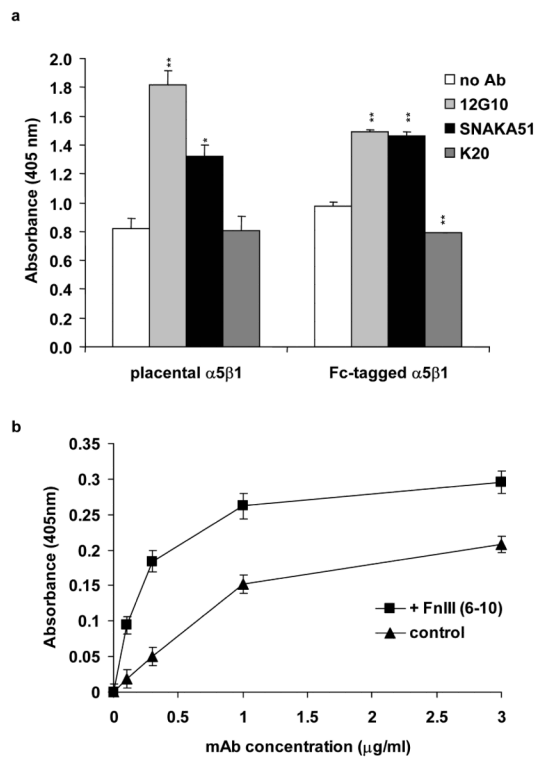 a
2.0
1.8
1.6
1.4
1.2
1.0
0.8
0.6
0.4
0.2
0.0
Absorbance (405 nm)
**
*
**
**
**
no Ab
12G10
SNAKA51
K20
placental α5β1
Fc-tagged α5β1
b
0.35
0.3
0.25
0.2
0.15
0.1
0.05
0
Absorbance (405nm)
+ FnIII (6-10)
control
0 0.5 1 1.5 2 2.5 3
mAb concentration (μg/ml)